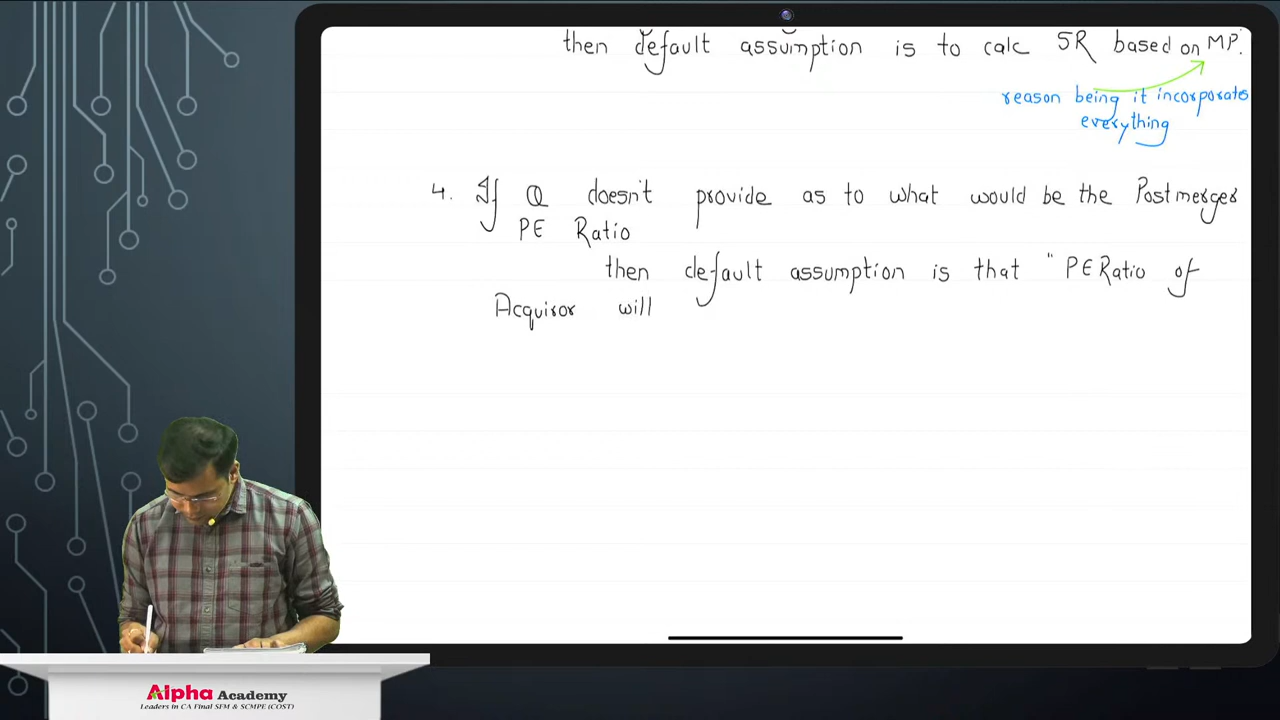 then default assumption is to calc SR based on MP.
reason being it incorporate
everything
4. If Q doesn't provide as to what would be the Postmerger
PE Ratio
then default assumption is that " PE Ratio of
Acquiror will
Alpha Academy
Leaders in CA Final SFM & SCMPE (COST)